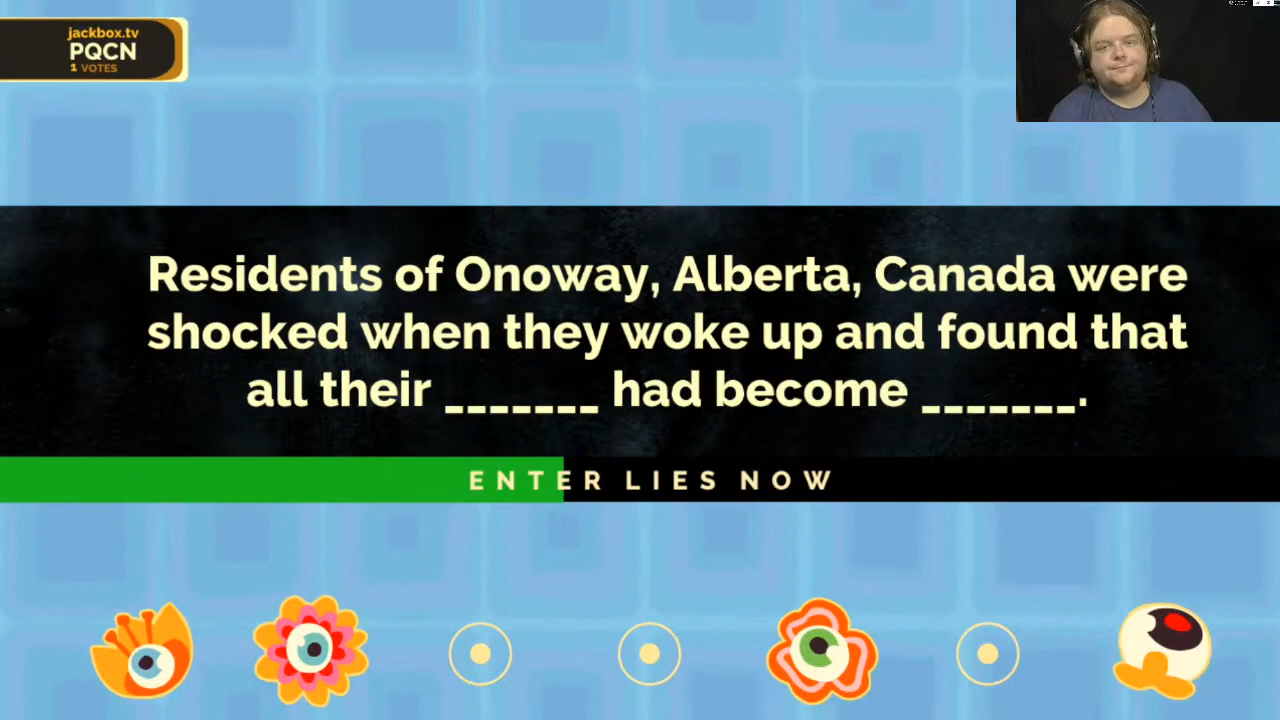 jackbox.tv
PQCN
1 VOTES
Residents of Onoway, Alberta, Canada were
shocked when they woke up and found that
all their _______ had become _______.
ENTER LIES NOW